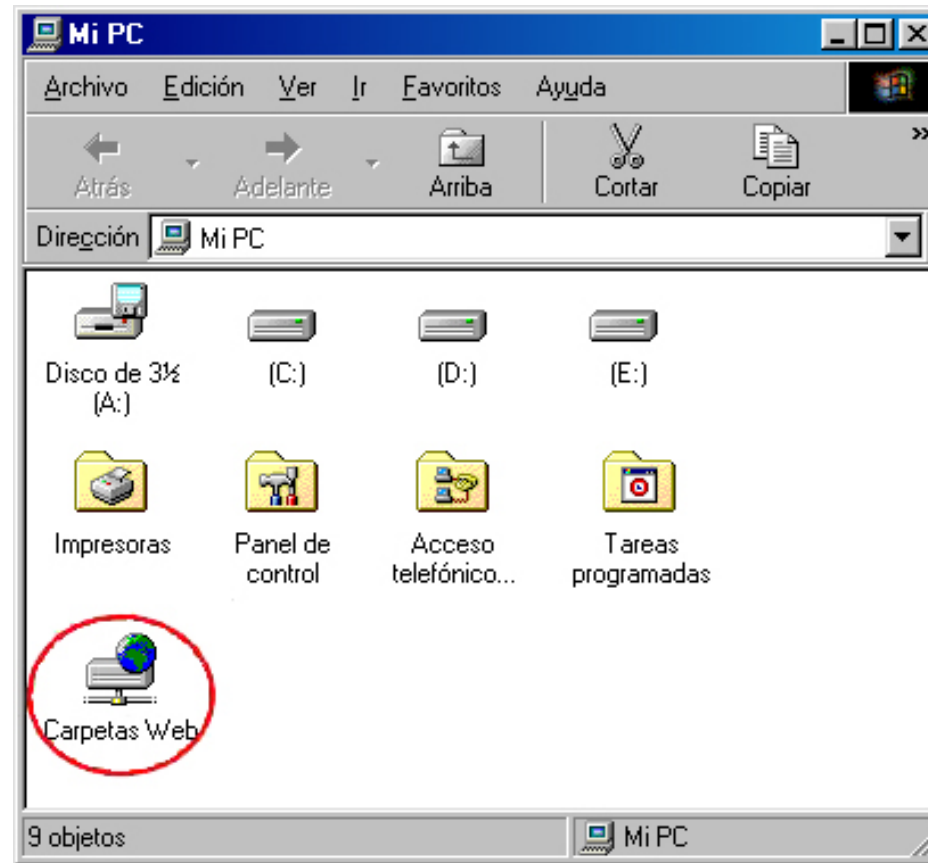 Mi PC
Archivo Edición Ver Ir Favoritos Ayuda
Atrás Adelante Arriba Cortar Copiar »
Dirección Mi PC
Disco de 3½ (C:) (D:) (E:)
(A:)
Impresoras Panel de Acceso Tareas
control telefónico... programadas
Carpetas Web
9 objetos Mi PC